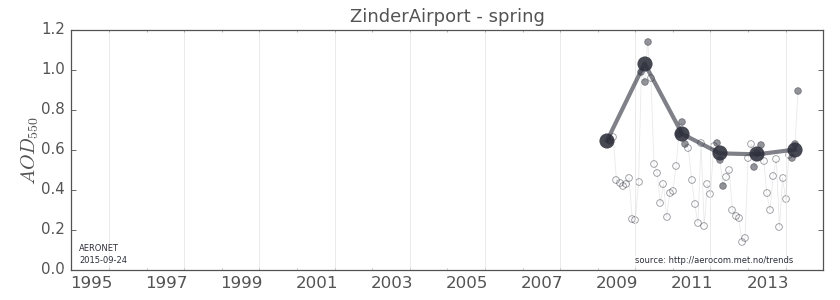 ZinderAirport - spring
1.2
1.0
0.8
0.6
0.4
0.2
0.0
AOD550
AERONET
2015-09-24
source: http://aerocom.met.no/trends
1995 1997 1999 2001 2003 2005 2007 2009 2011 2013